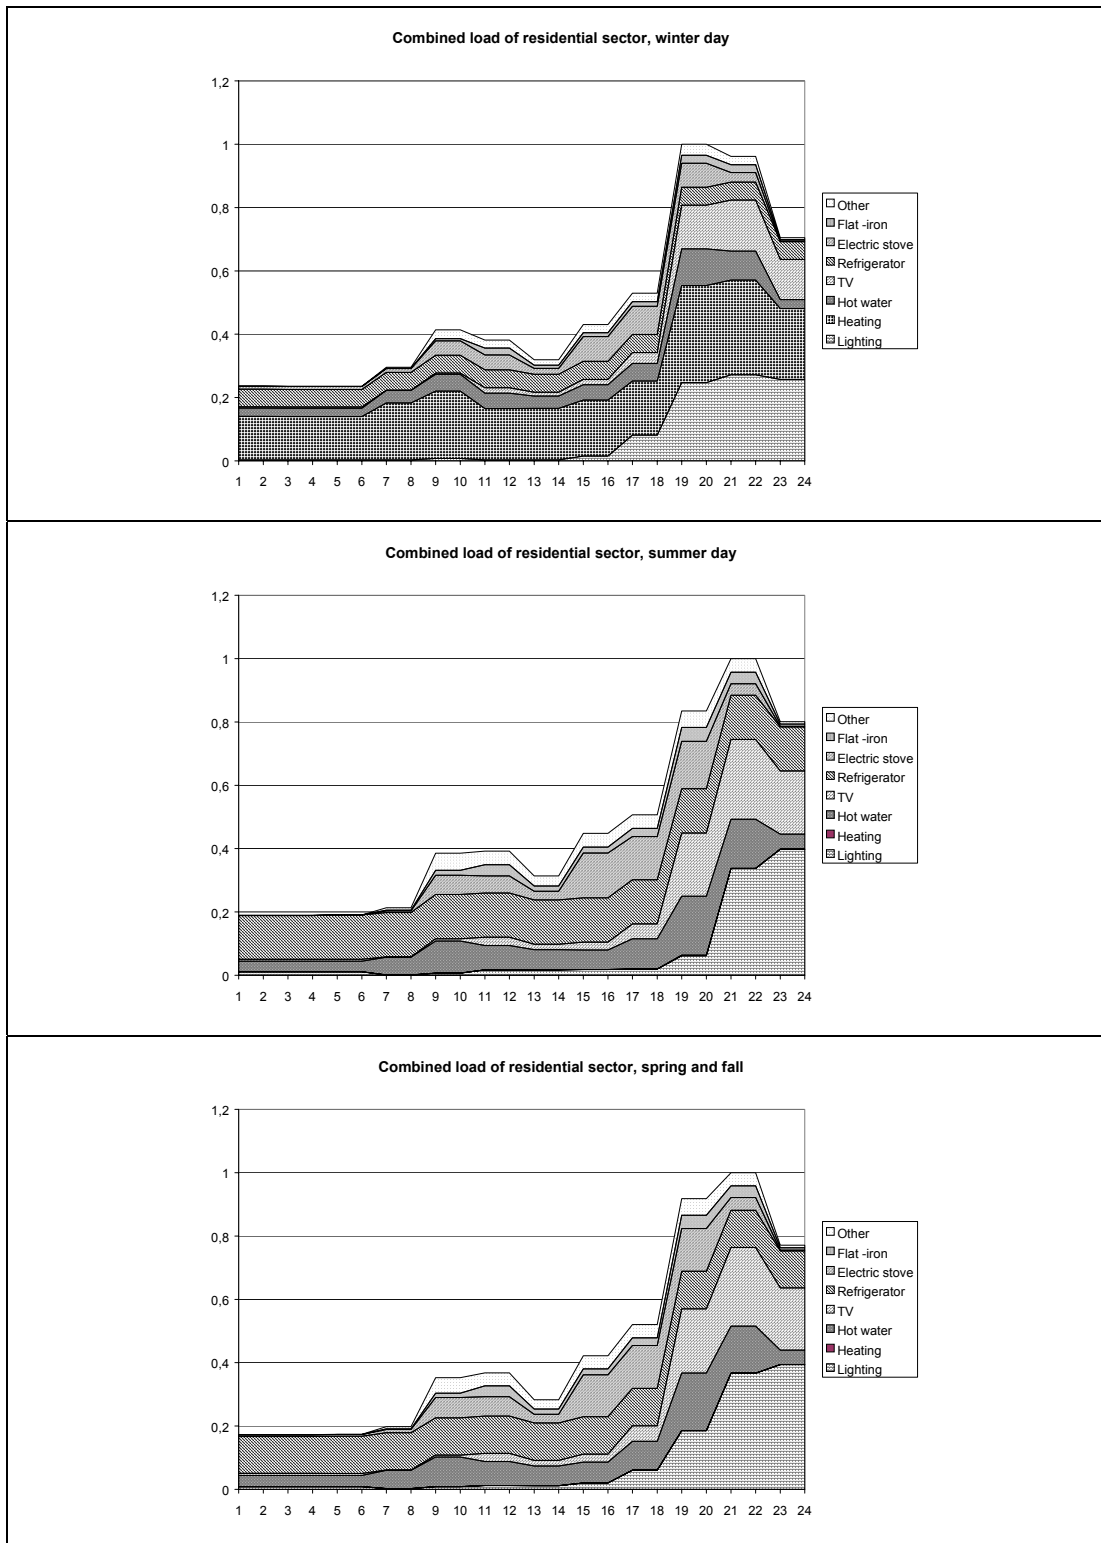 Combined load of residential sector, winter day
1,2
1
0,8
0,6
0,4
0,2
0
1 2 3 4 5 6 7 8 9 10 11 12 13 14 15 16 17 18 19 20 21 22 23 24
Other
Flat -iron
Electric stove
Refrigerator
TV
Hot water
Heating
Lighting
Combined load of residential sector, summer day
1,2
1
0,8
0,6
0,4
0,2
0
1 2 3 4 5 6 7 8 9 10 11 12 13 14 15 16 17 18 19 20 21 22 23 24
Other
Flat -iron
Electric stove
Refrigerator
TV
Hot water
Heating
Lighting
Combined load of residential sector, spring and fall
1,2
1
0,8
0,6
0,4
0,2
0
1 2 3 4 5 6 7 8 9 10 11 12 13 14 15 16 17 18 19 20 21 22 23 24
Other
Flat -iron
Electric stove
Refrigerator
TV
Hot water
Heating
Lighting